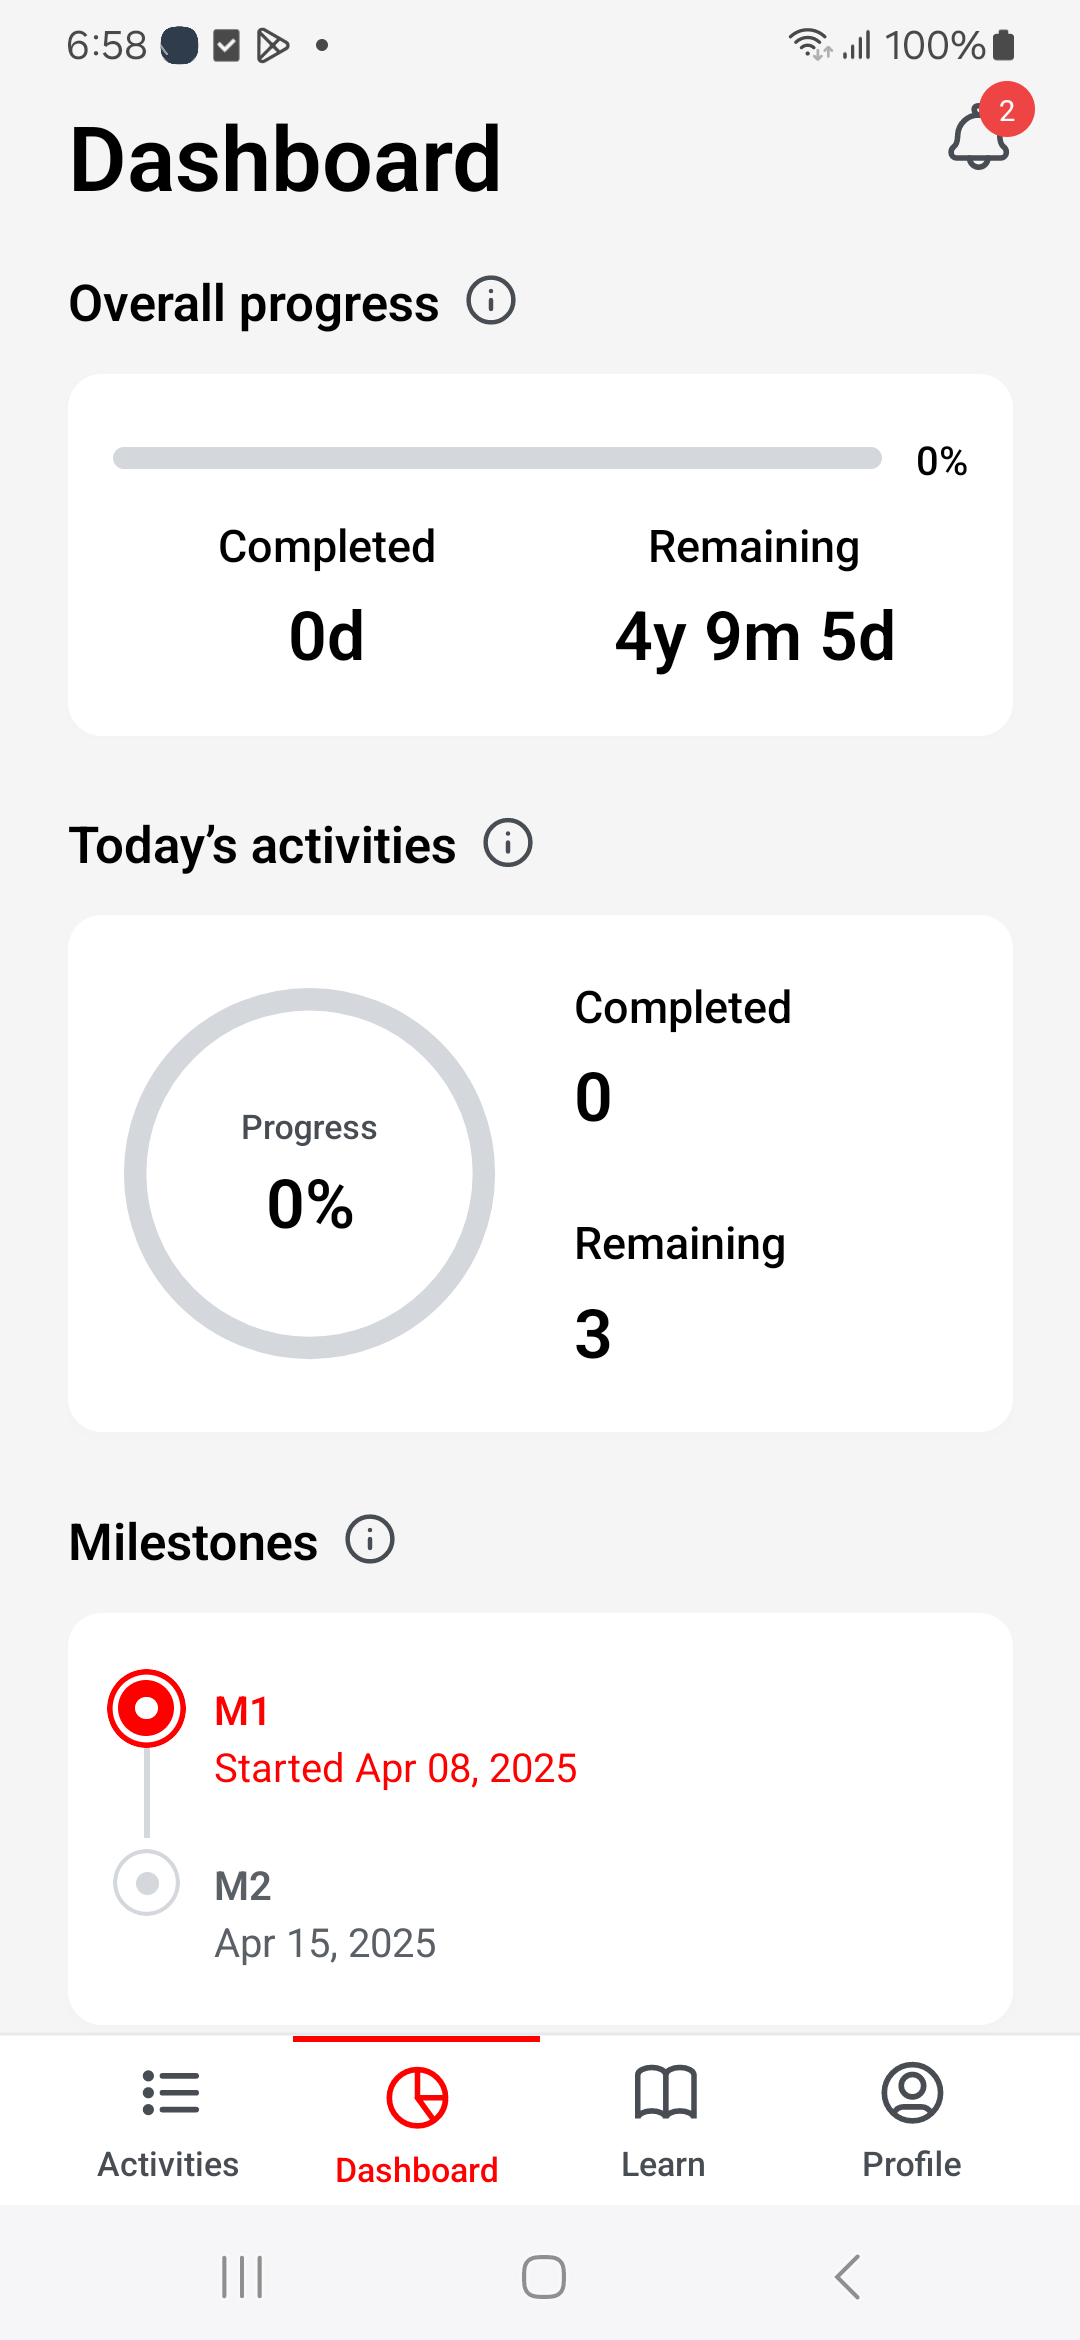 6:58
100%
2
Dashboard
Overall progress
0%
Completed
Remaining
0d
4y 9m 5d
Today’s activities
Progress
0%
Completed
0
Remaining
3
Milestones
M1
Started Apr 08, 2025
M2
Apr 15, 2025
Activities
Dashboard
Learn
Profile